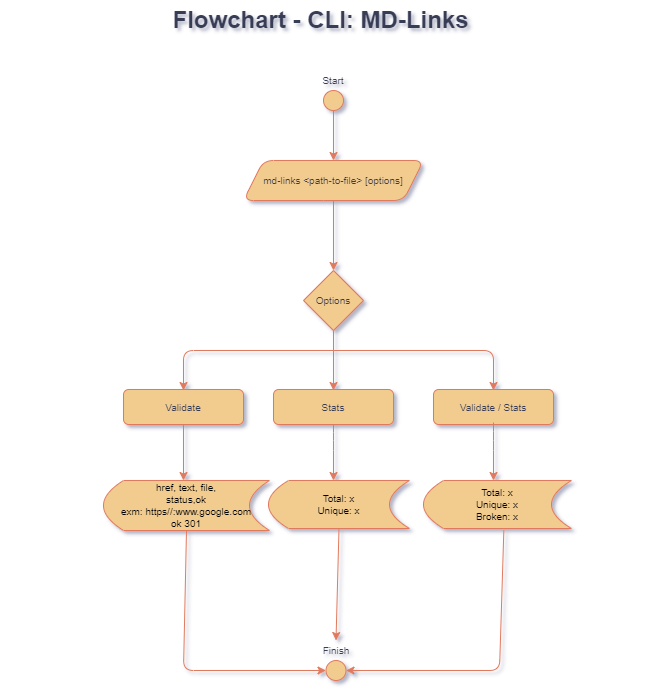 Flowchart - CLI: MD-Links
Start
md-links <path-to-file> [options]
Options
Validate
Stats
Validate / Stats
href, text, file,
status,ok
exm: https//:www.google.com
ok 301
Total: x
Unique: x
Total: x
Unique: x
Broken: x
Finish